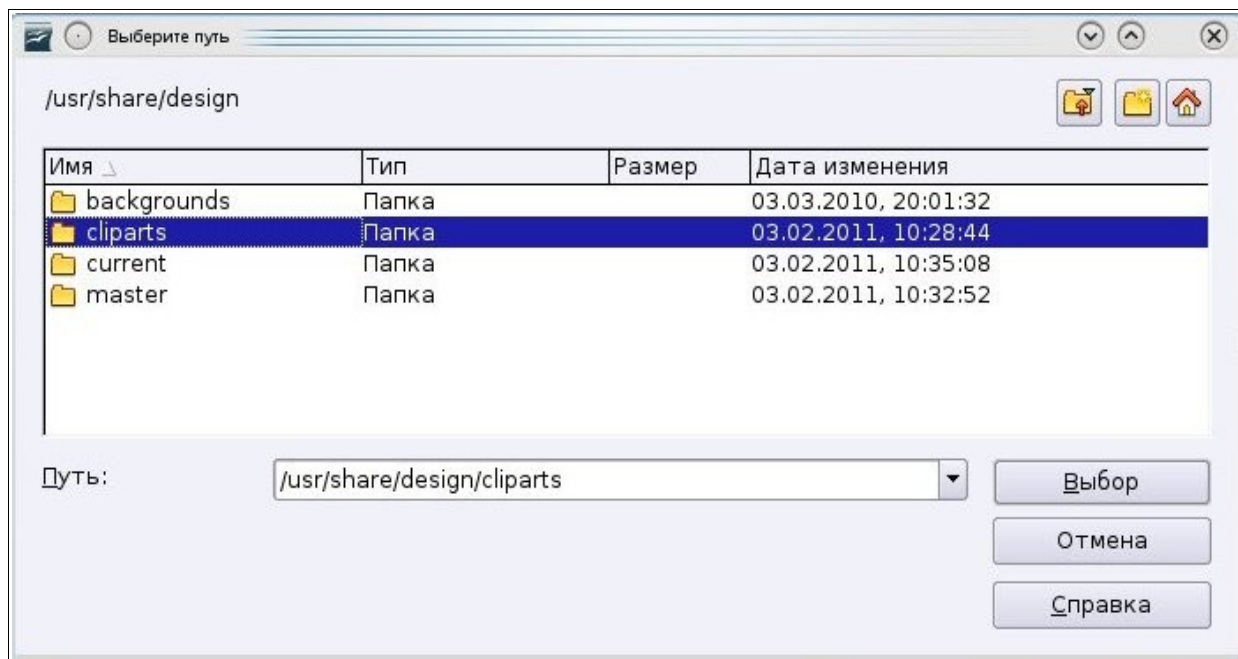 Выберите путь
/usr/share/design
Имя Тип Размер Дата изменения
backgrounds Папка 03.03.2010, 20:01:32
cliparts Папка 03.02.2011, 10:28:44
current Папка 03.02.2011, 10:35:08
master Папка 03.02.2011, 10:32:52
Путь: /usr/share/design/cliparts Выбор
Отмена
Справка